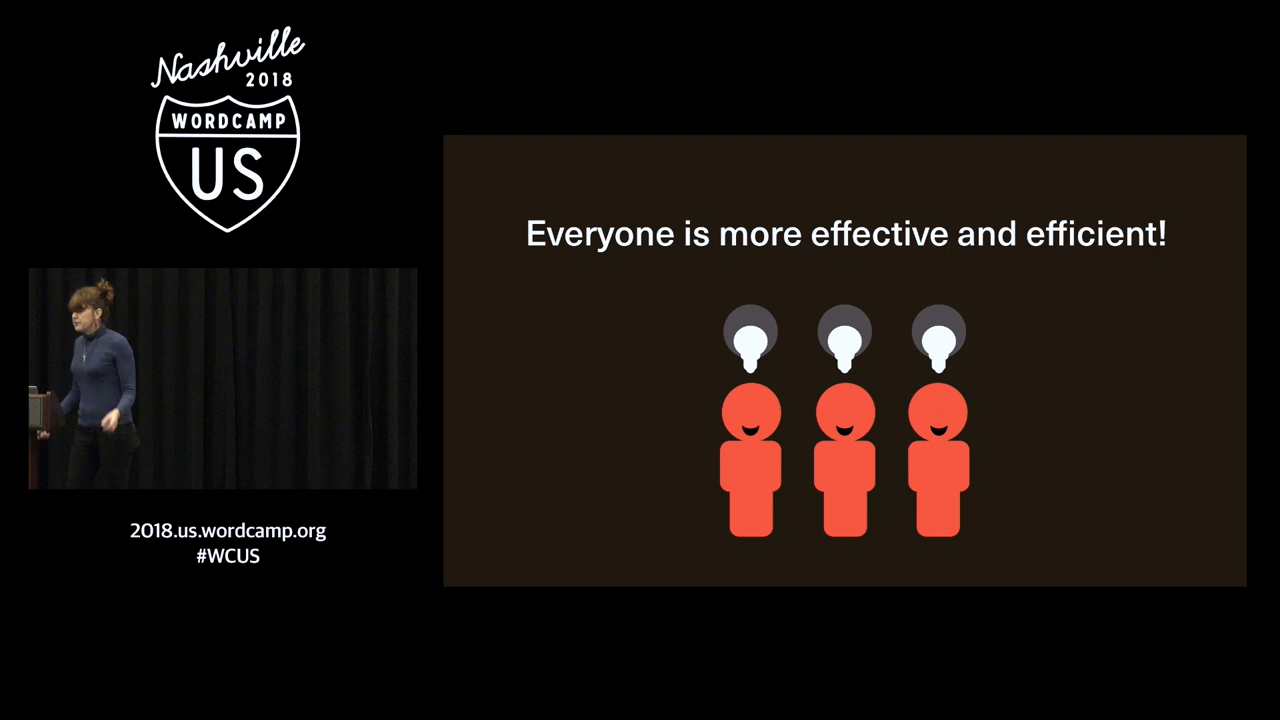 Nashville
2018
WORDCAMP
US
Everyone is more effective and efficient!
2018.us.wordcamp.org
#WCUS